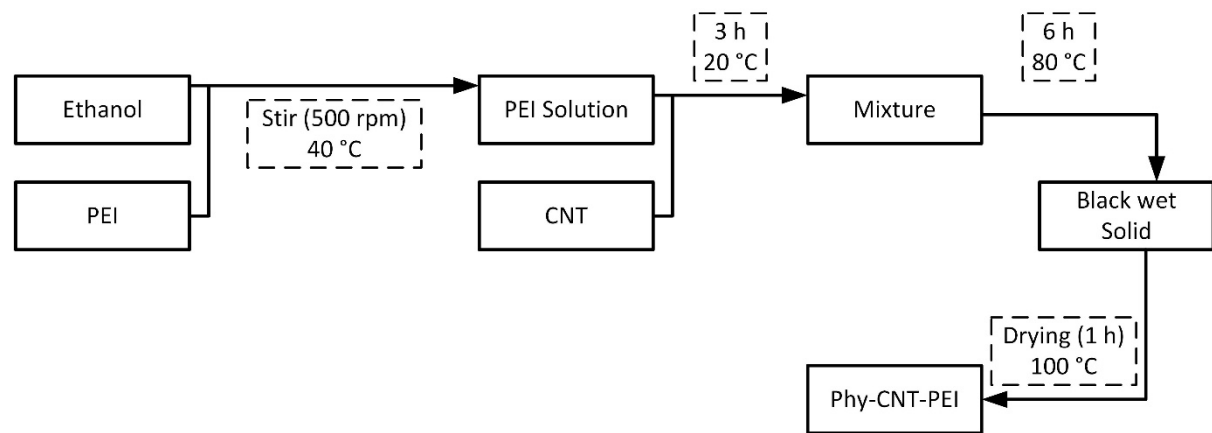 3 h
20 °C
6 h
80 °C
Ethanol
Stir (500 rpm)
40 °C
PEI Solution
Mixture
PEI
CNT
Black wet
Solid
Drying (1 h)
100 °C
Phy-CNT-PEI